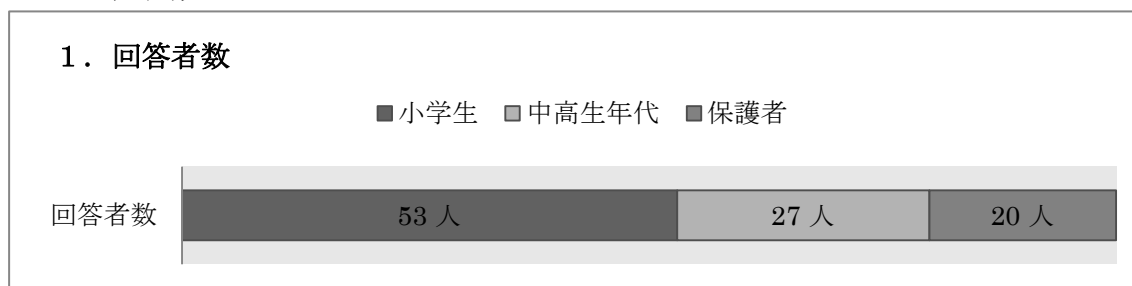 １．回答者数
■小学生 ■中高生年代 ■保護者
回答者数 53 人 27 人 20 人